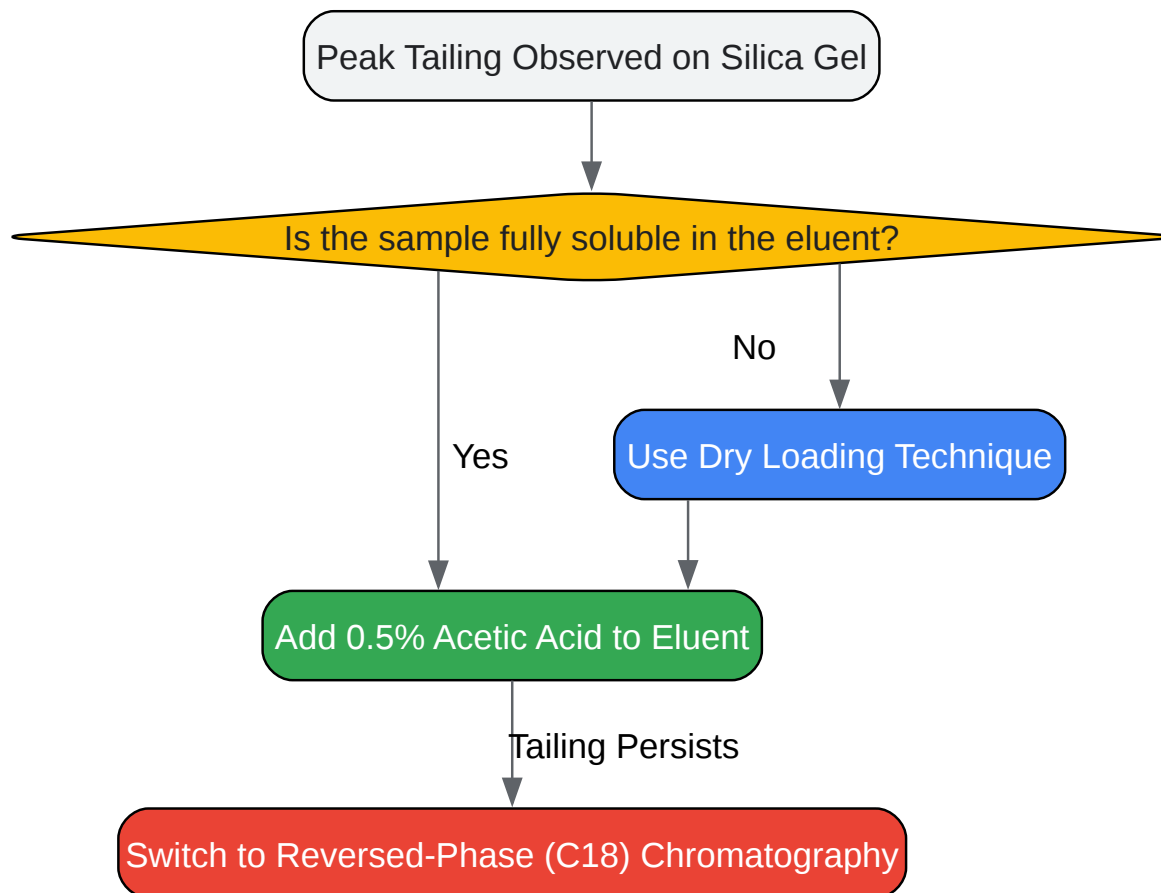 Peak Tailing Observed on Silica Gel
Is the sample fully soluble in the eluent?
No
Yes
Use Dry Loading Technique
Add 0.5% Acetic Acid to Eluent
Tailing Persists
Switch to Reversed-Phase (C18) Chromatography